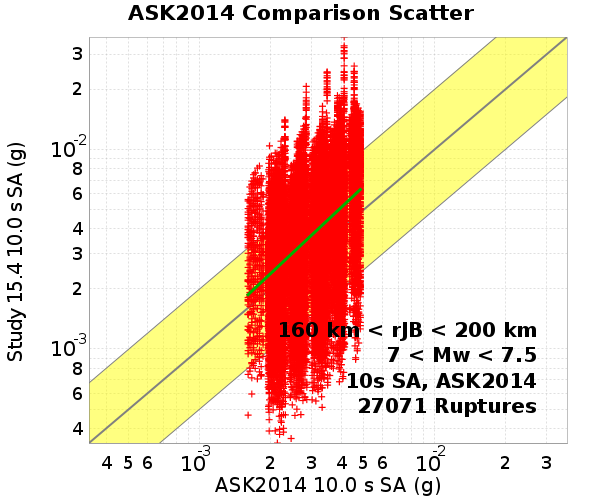 ASK2014 Comparison Scatter
Study 15.4 10.0 s SA (g)
3
2
10-2
8
6
4
3
2
10-3
8
6
4
160 km < rJB < 200 km
7 < Mw < 7.5
10s SA, ASK2014
27071 Ruptures
4 5 6 10-3 2 3 4 5 6 10-2 2 3
ASK2014 10.0 s SA (g)